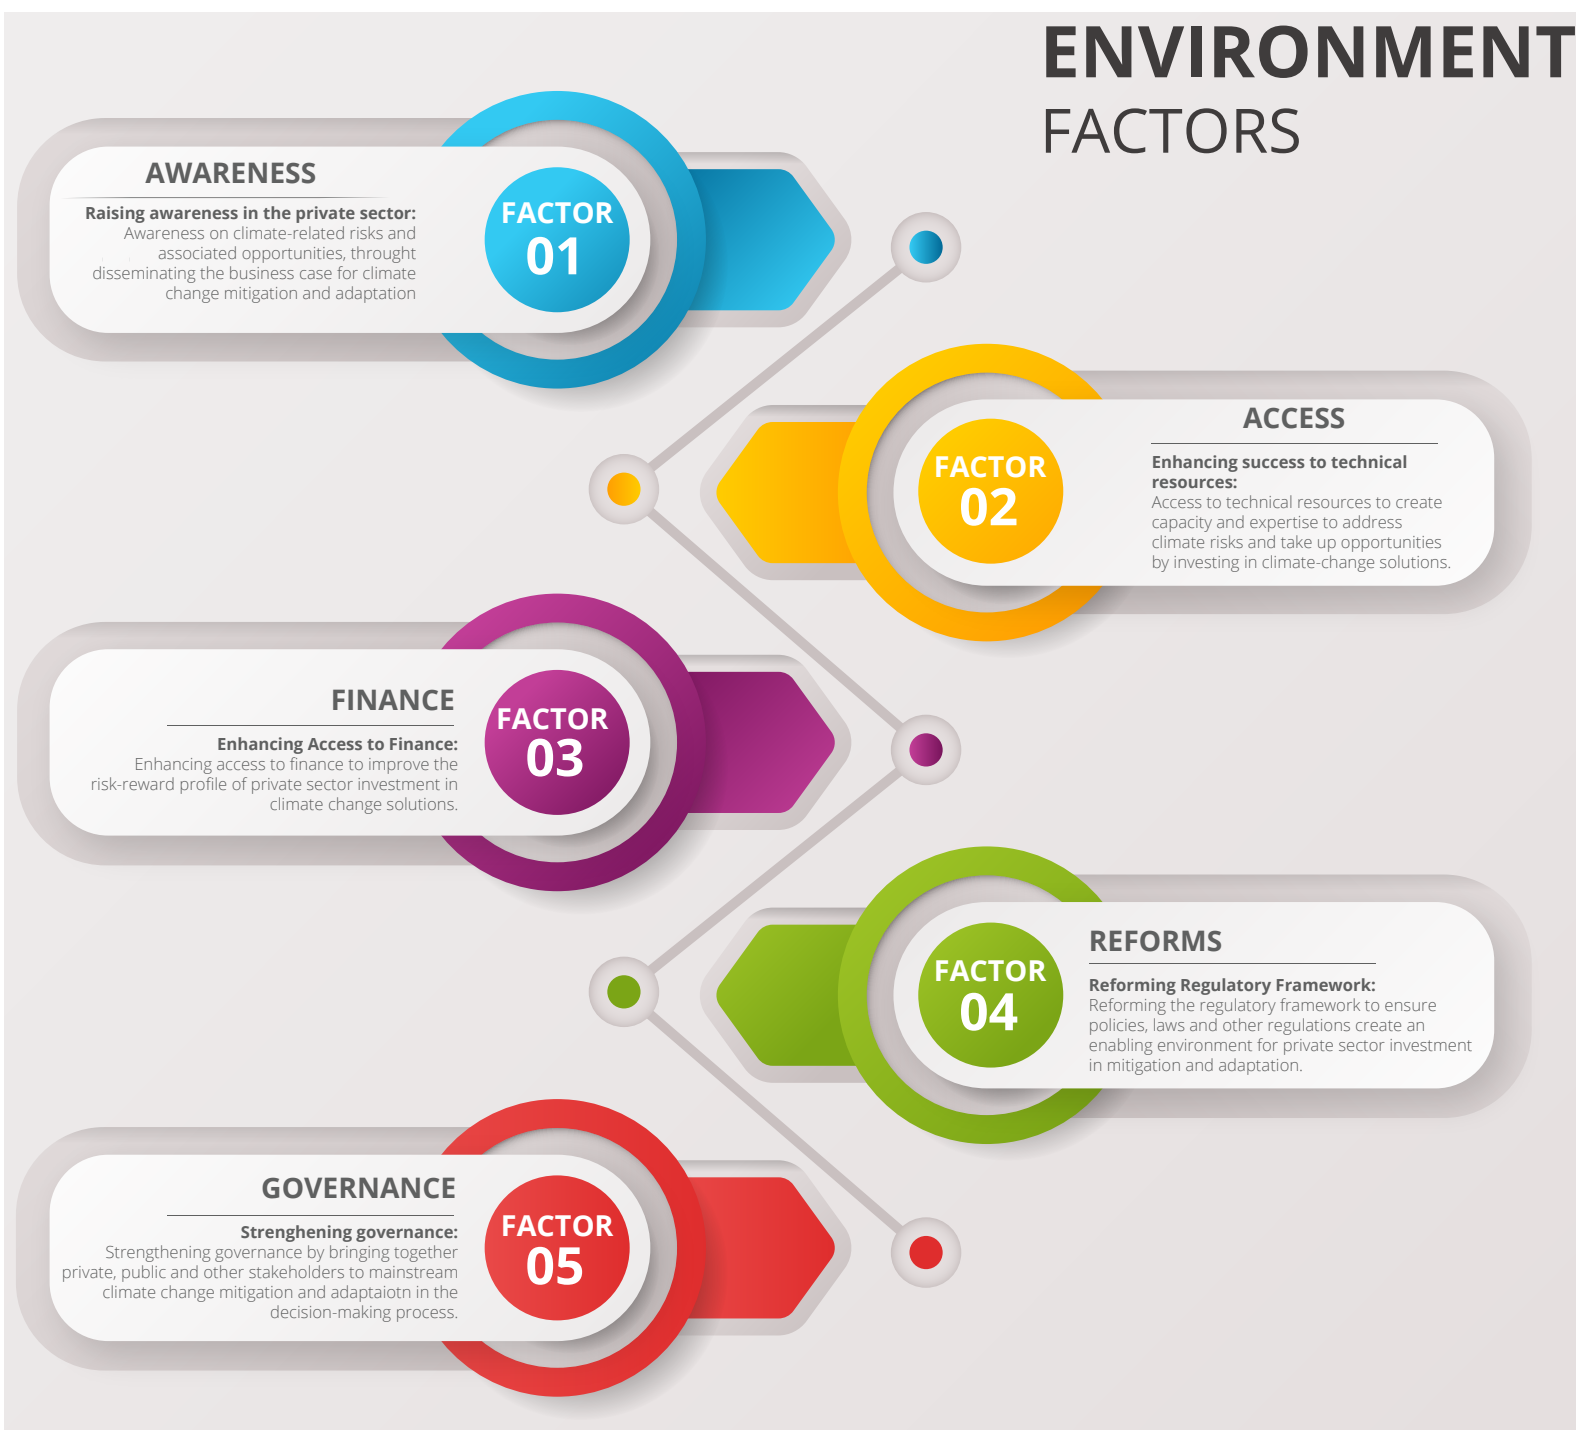 ENVIRONMENT
FACTORS
AWARENESS
Raising awareness in the private sector:
Awareness on climate-related risks and
associated opportunities, throught
disseminating the business case for climate
change mitigation and adaptation
FACTOR
01
FACTOR
02
ACCESS
Enhancing success to technical
resources:
Access to technical resources to create
capacity and expertise to address
climate risks and take up opportunities
by investing in climate-change solutions.
FINANCE
Enhancing Access to Finance:
Enhancing access to finance to improve the
risk-reward profile of private sector investment in
climate change solutions.
FACTOR
03
FACTOR
04
REFORMS
Reforming Regulatory Framework:
Reforming the regulatory framework to ensure
policies, laws and other regulations create an
enabling environment for private sector investment
in mitigation and adaptation.
GOVERNANCE
Strenghening governance:
Strengthening governance by bringing together
private, public and other stakeholders to mainstream
climate change mitigation and adaptaiotn in the
decision-making process.
FACTOR
05